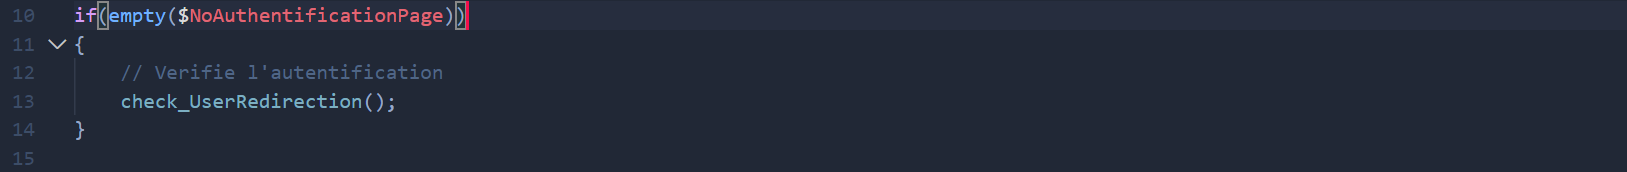 10 if(empty($NoAuthentificationPage))
11 {
12 // Verifie l'autentification
13 check_UserRedirection();
14 }
15